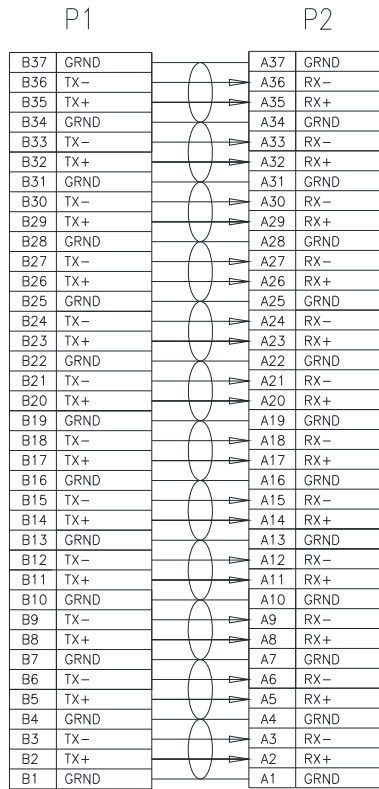 P1 P2
B37 GRND A37 GRND
B36 TX- A36 RX-
B35 TX+ A35 RX+
B34 GRND A34 GRND
B33 TX- A33 RX-
B32 TX+ A32 RX+
B31 GRND A31 GRND
B30 TX- A30 RX-
B29 TX+ A29 RX+
B28 GRND A28 GRND
B27 TX- A27 RX-
B26 TX+ A26 RX+
B25 GRND A25 GRND
B24 TX- A24 RX-
B23 TX+ A23 RX+
B22 GRND A22 GRND
B21 TX- A21 RX-
B20 TX+ A20 RX+
B19 GRND A19 GRND
B18 TX- A18 RX-
B17 TX+ A17 RX+
B16 GRND A16 GRND
B15 TX- A15 RX-
B14 TX+ A14 RX+
B13 GRND A13 GRND
B12 TX- A12 RX-
B11 TX+ A11 RX+
B10 GRND A10 GRND
B9 TX- A9 RX-
B8 TX+ A8 RX+
B7 GRND A7 GRND
B6 TX- A6 RX-
B5 TX+ A5 RX+
B4 GRND A4 GRND
B3 TX- A3 RX-
B2 TX+ A2 RX+
B1 GRND A1 GRND